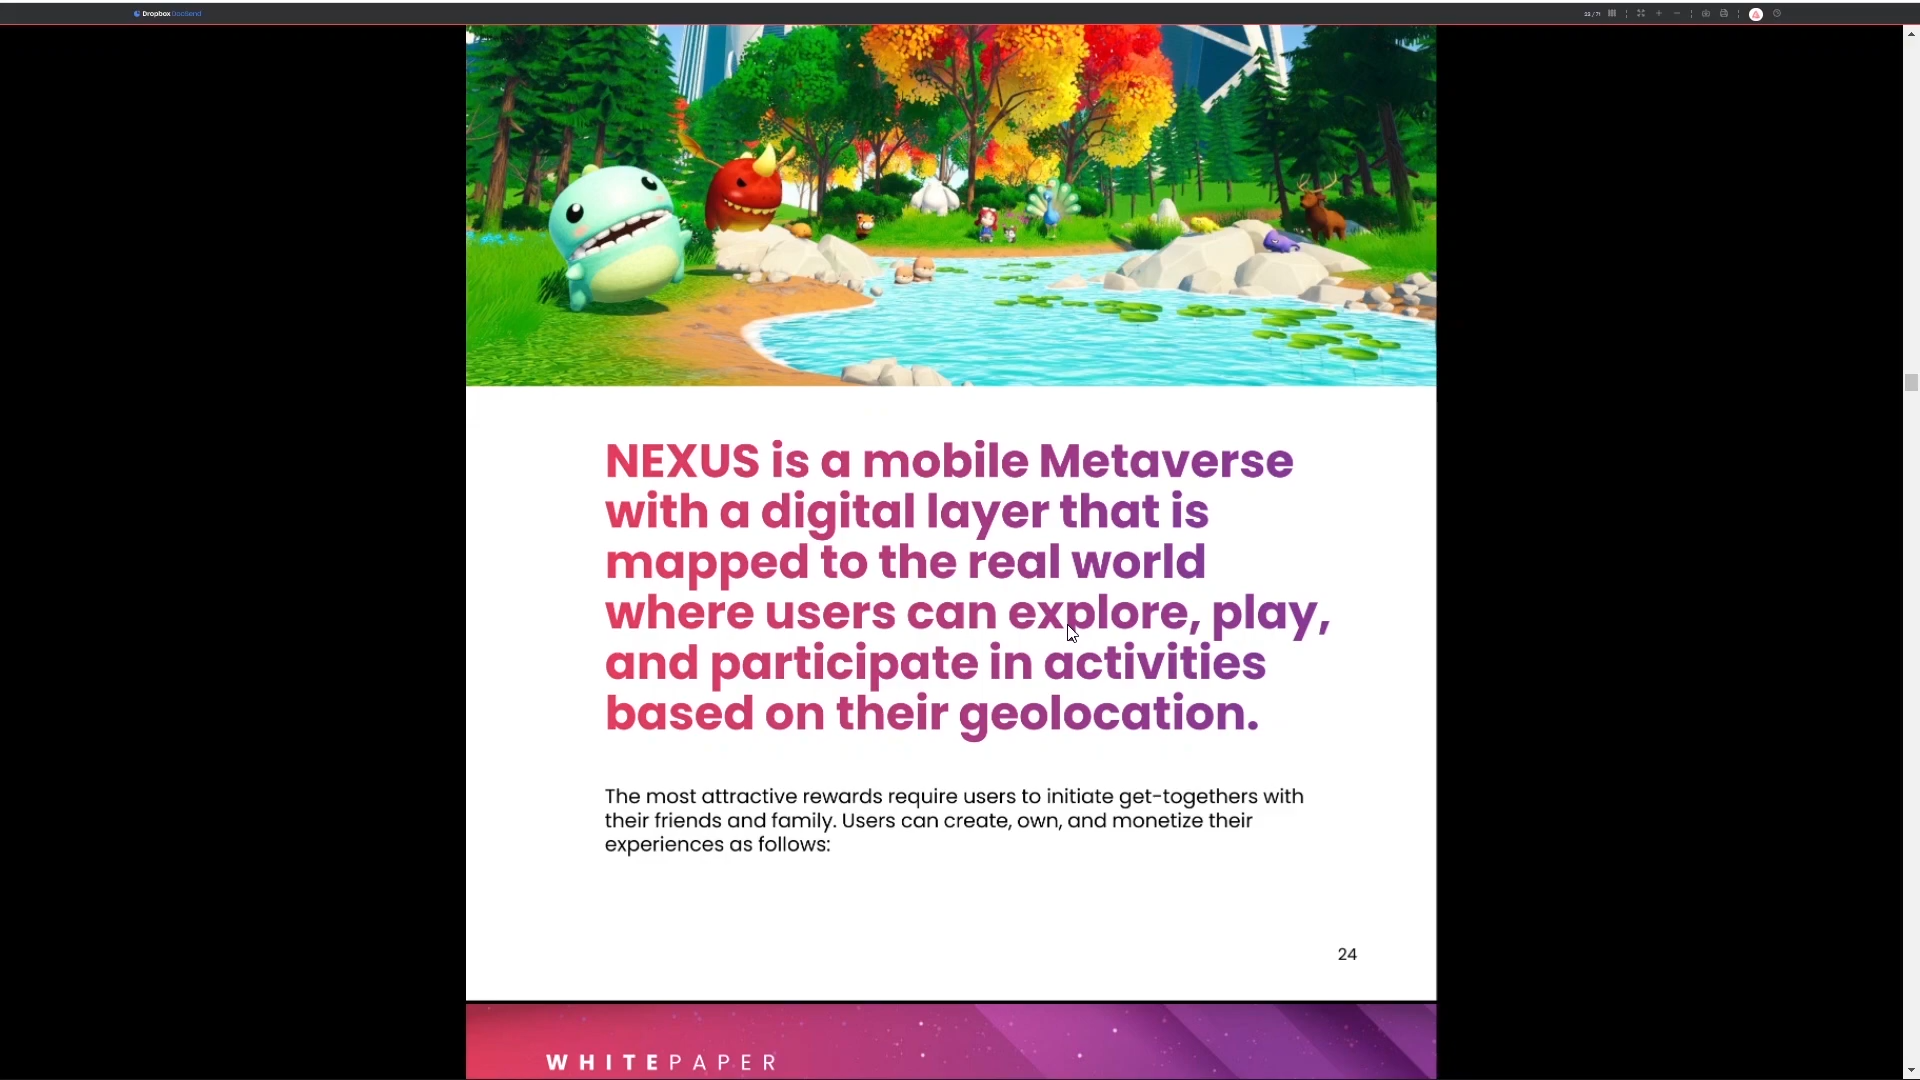 Dropbox DocSend
NEXUS is a mobile Metaverse
with a digital layer that is
mapped to the real world
where users can explore, play,
and participate in activities
based on their geolocation.
The most attractive rewards require users to initiate get-togethers with
their friends and family. Users can create, own, and monetize their
experiences as follows:
24
WHITEPAPER